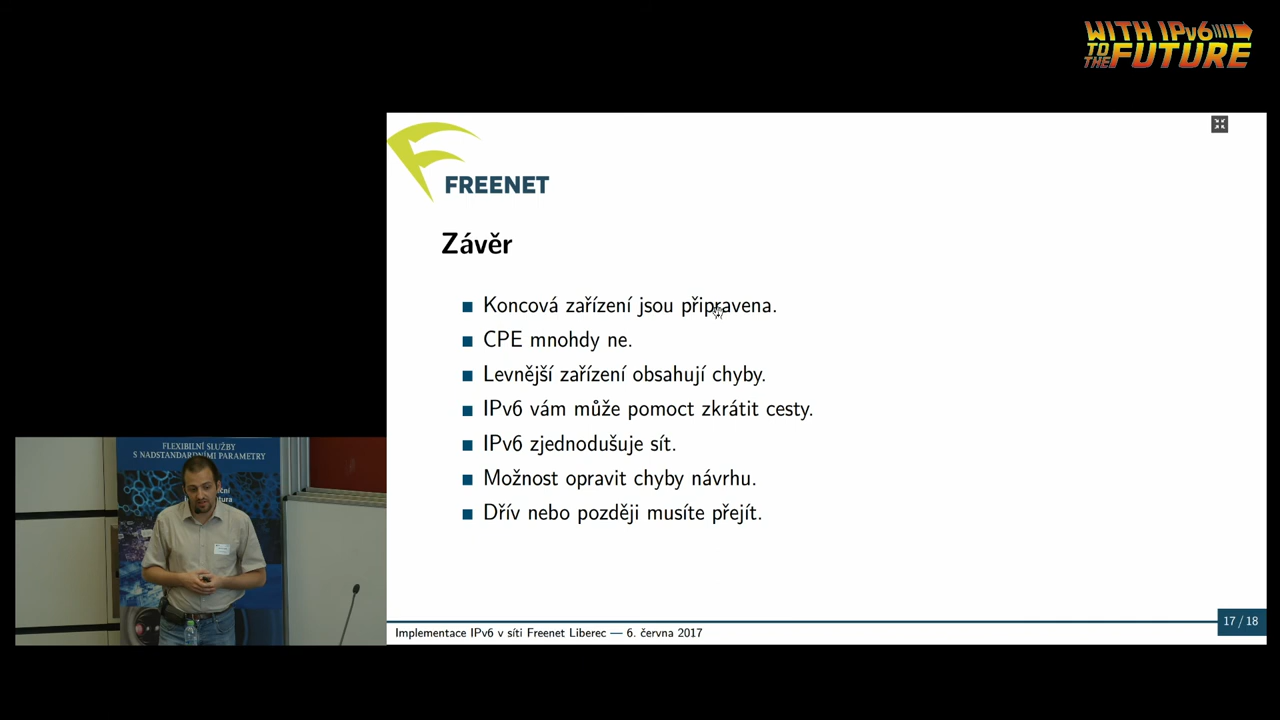 WITH IPv6
TO THE FUTURE
FREENET
Závěr
Koncová zařízení jsou připravena.
CPE mnohdy ne.
Levnější zařízení obsahují chyby.
IPv6 vám může pomoct zkrátit cesty.
IPv6 zjednodušuje sít.
Možnost opravit chyby návrhu.
Dřív nebo později musíte přejít.
Implementace IPv6 v síti Freenet Liberec — 6. června 2017
17 / 18
FLEXIBILNÍ SLUŽBY
S NADSTANDARDNÍMI PARAMETRY